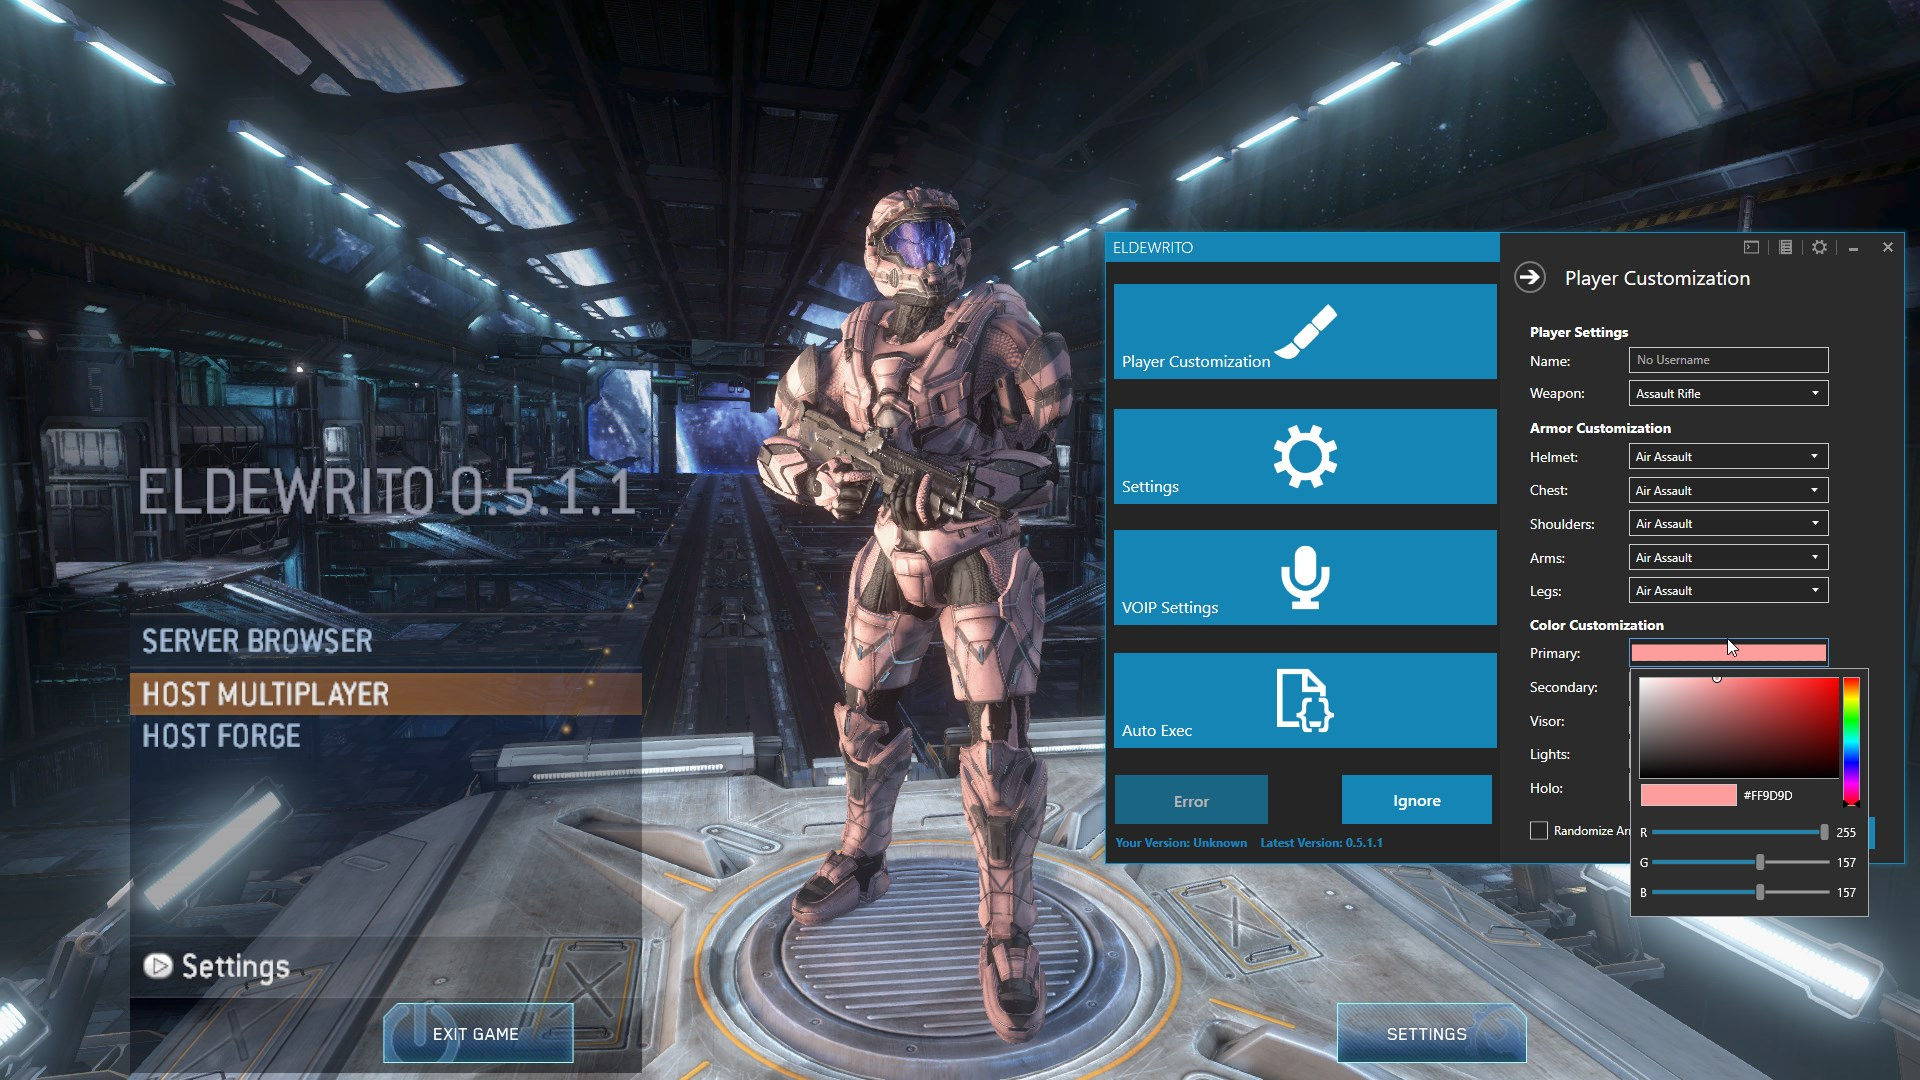 ELDEWRITO 0.5.1.1
SERVER BROWSER
HOST MULTIPLAYER
HOST FORGE
Settings
EXIT GAME
SETTINGS
ELDEWRITO
Player Customization
Settings
VOIP Settings
Auto Exec
Error
Ignore
Your Version: Unknown Latest Version: 0.5.1.1
Player Customization
Player Settings
Name: No Username
Weapon: Assault Rifle
Armor Customization
Helmet: Air Assault
Chest: Air Assault
Shoulders: Air Assault
Arms: Air Assault
Legs: Air Assault
Color Customization
Primary:
Secondary:
Visor:
Lights:
Holo:
#FF9D9D
Randomize
R 255
G 157
B 157
5